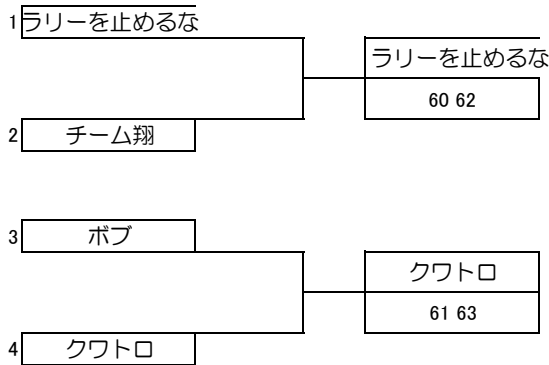 1 ラリーを止めるな
ラリーを止めるな
60 62
2 チーム翔
3 ボブ
クワトロ
61 63
4 クワトロ